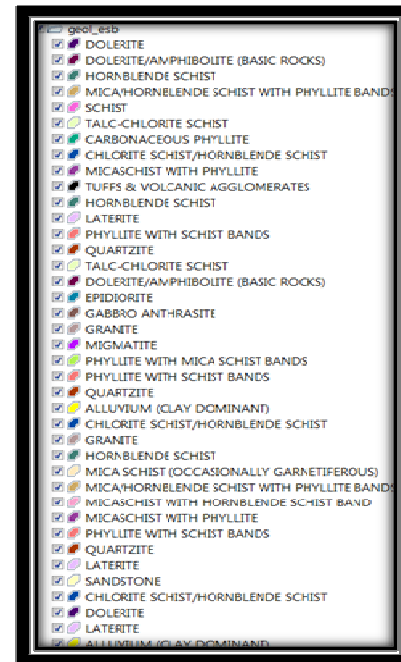 geol_esb
DOLERITE
DOLERITE/AMPHIBOLITE (BASIC ROCKS)
HORNBLENDE SCHIST
MICA/HORNBLENDE SCHIST WITH PHYLLITE BAND
SCHIST
TALC-CHLORITE SCHIST
CARBONACEOUS PHYLLITE
CHLORITE SCHIST/HORNBLENDE SCHIST
MICASCHIST WITH PHYLLITE
TUFFS & VOLCANIC AGGLOMERATES
HORNBLENDE SCHIST
LATERITE
PHYLLITE WITH SCHIST BANDS
QUARTZITE
TALC-CHLORITE SCHIST
DOLERITE/AMPHIBOLITE (BASIC ROCKS)
EPIDIORITE
GABBRO ANTHRASITE
GRANITE
MIGMATITE
PHYLLITE WITH MICA SCHIST BANDS
PHYLLITE WITH SCHIST BANDS
QUARTZITE
ALLUVIUM (CLAY DOMINANT)
CHLORITE SCHIST/HORNBLENDE SCHIST
GRANITE
HORNBLENDE SCHIST
MICA SCHIST (OCCASIONALLY GARNETIFEROUS)
MICA/HORNBLENDE SCHIST WITH PHYLLITE BAND
MICASCHIST WITH HORNBLENDE SCHIST BAND
MICASCHIST WITH PHYLLITE
PHYLLITE WITH SCHIST BANDS
QUARTZITE
LATERITE
SANDSTONE
CHLORITE SCHIST/HORNBLENDE SCHIST
DOLERITE
LATERITE
ALLUVIUM (CLAY DOMINANT)